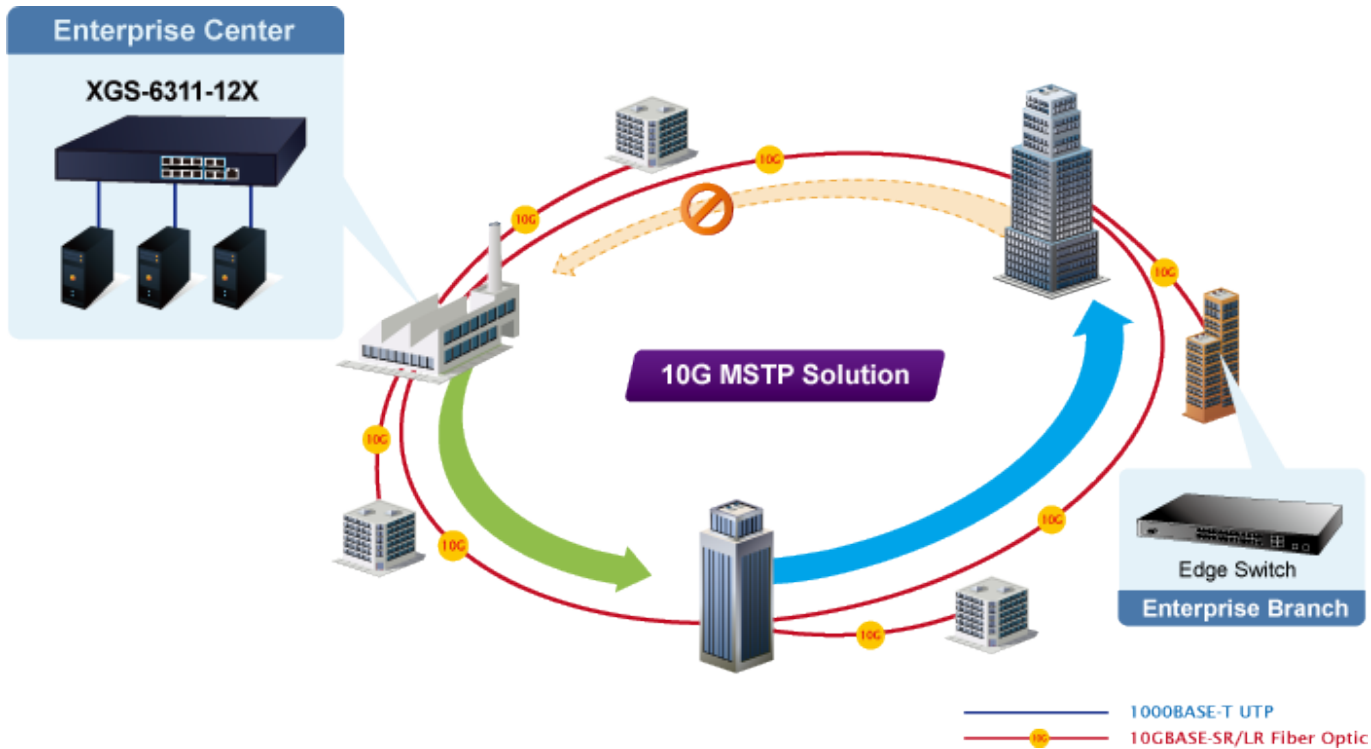 Enterprise Center
XGS-6311-12X
10G
10G
10G
10G MSTP Solution
10G
10G
10G
10G
Edge Switch
Enterprise Branch
1000BASE-T UTP
10G
10GBASE-SR/LR Fiber Optic